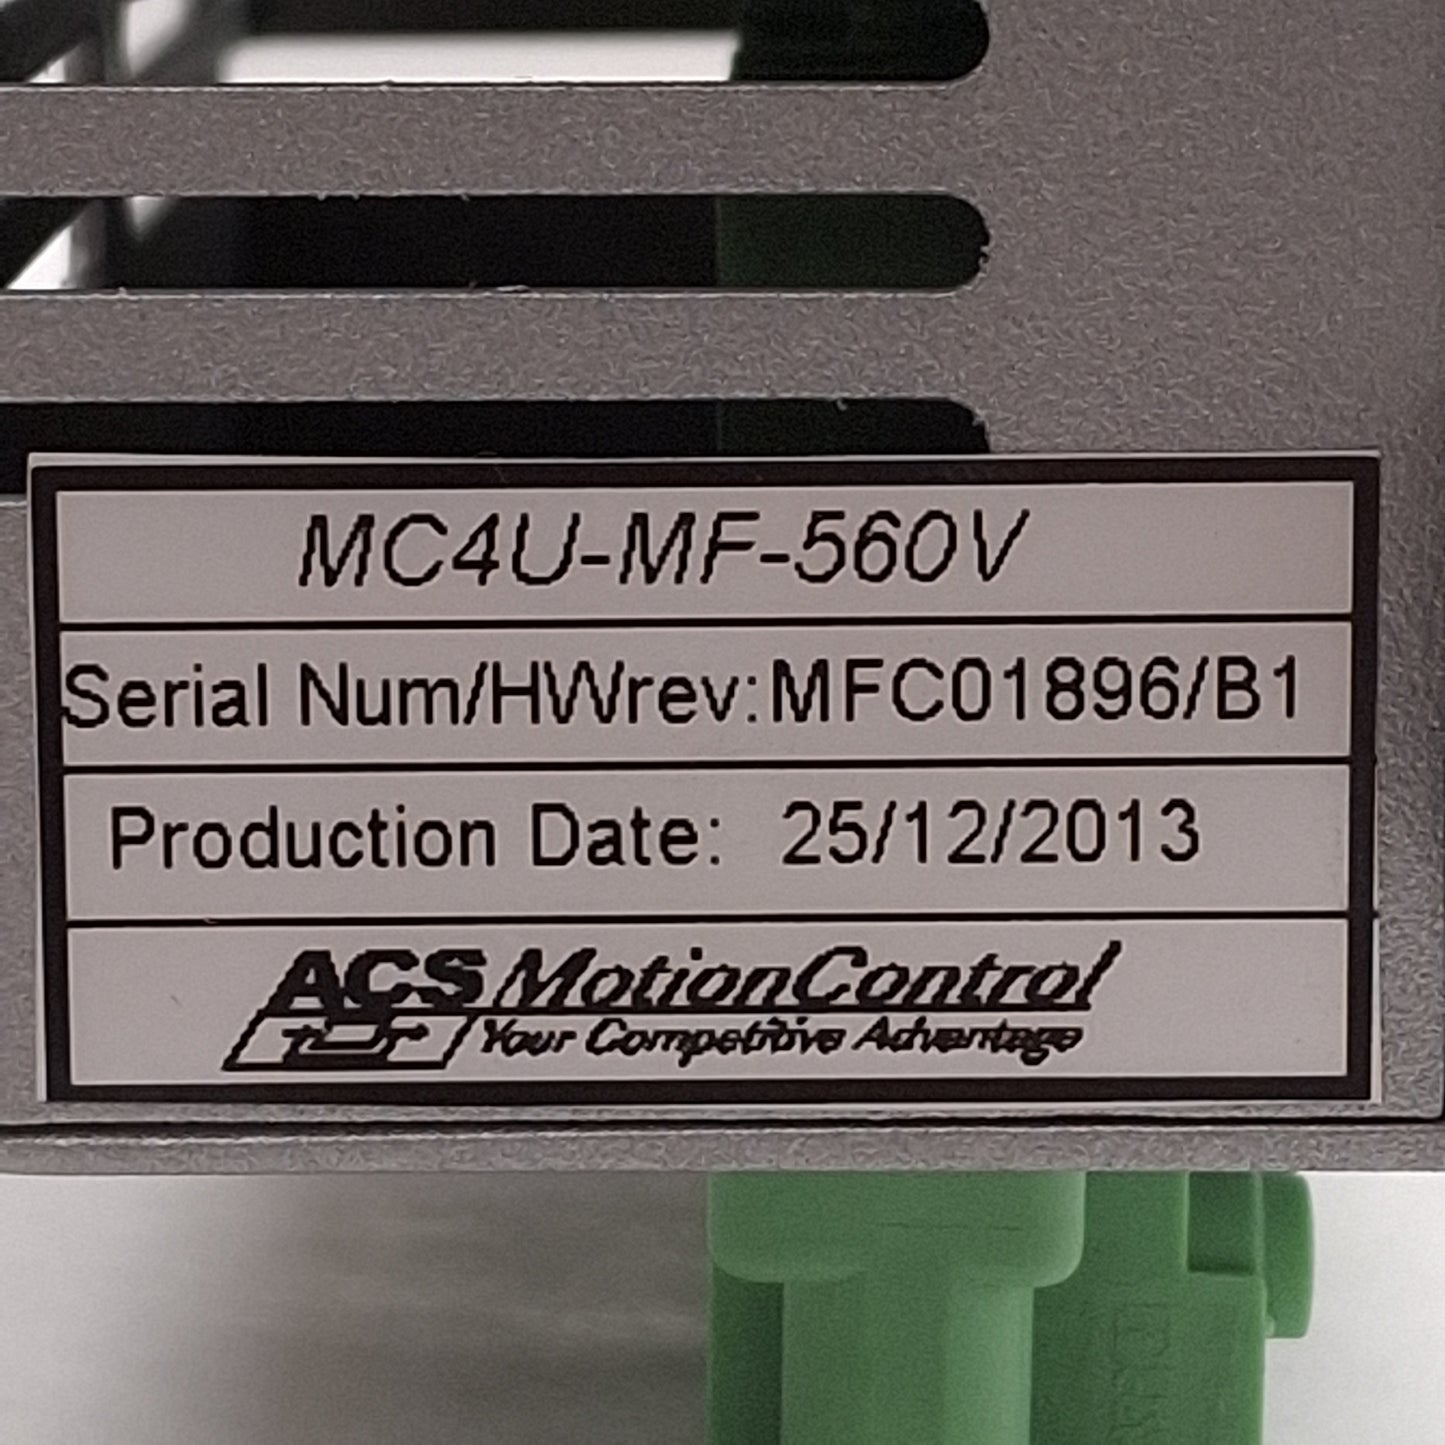 MC4U-MF-560V
Serial Num/HWrev:MFC01896/B1
Production Date: 25/12/2013
ACS MotionControl
Your Competitive Advantage